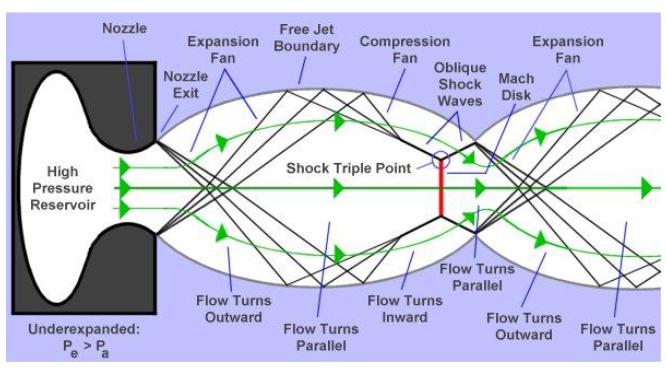 Nozzle
Free Jet
Boundary
Expansion
Fan
Compression
Fan
Expansion
Fan
Nozzle
Exit
Oblique
Shock
Waves
Mach
Disk
High
Pressure
Reservoir
Shock Triple Point
Flow Turns
Outward
Flow Turns
Parallel
Flow Turns
Inward
Flow Turns
Parallel
Flow Turns
Outward
Flow Turns
Parallel
Underexpanded:
Pe > Pa